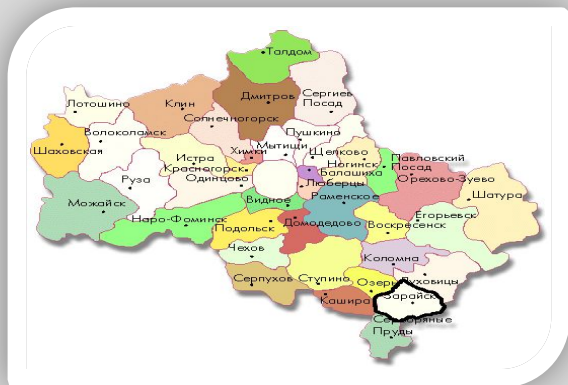 Талдом
Лотошино
Клин
Дмитров
Сергиев
Посад
Солнечногорск
Волоколамск
Пушкино
Химки
Мытищи
Щелково
Шаховская
Истра
Ногинск
Павловский
Посад
Красногорск
Балашиха
Руза
Одинцово
Люберцы
Орехово-Зуево
Шатура
Можайск
Видное
Раменское
Наро-Фоминск
Подольск
Домодедово
Воскресенск
Егорьевск
Чехов
Коломна
Серпухов
Ступино
Озеры
Луховицы
Кашира
Зарайск
Серебряные
Пруды